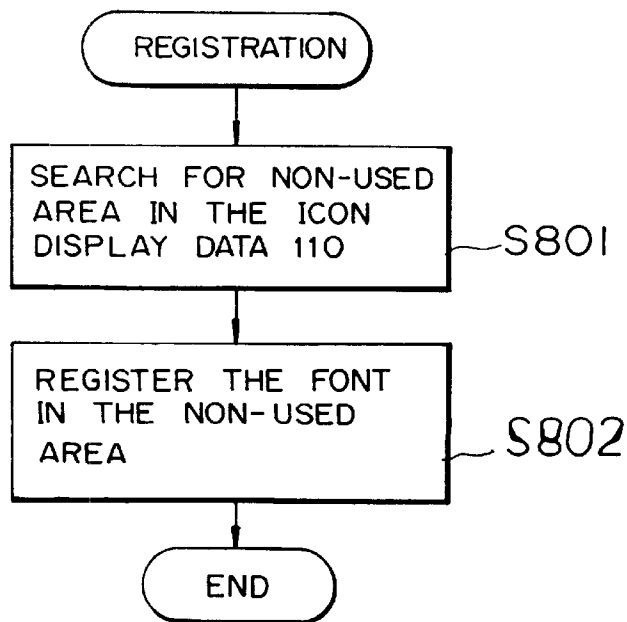 REGISTRATION
SEARCH FOR NON-USED
AREA IN THE ICON
DISPLAY DATA 110
S801
REGISTER THE FONT
IN THE NON-USED
AREA
S802
END